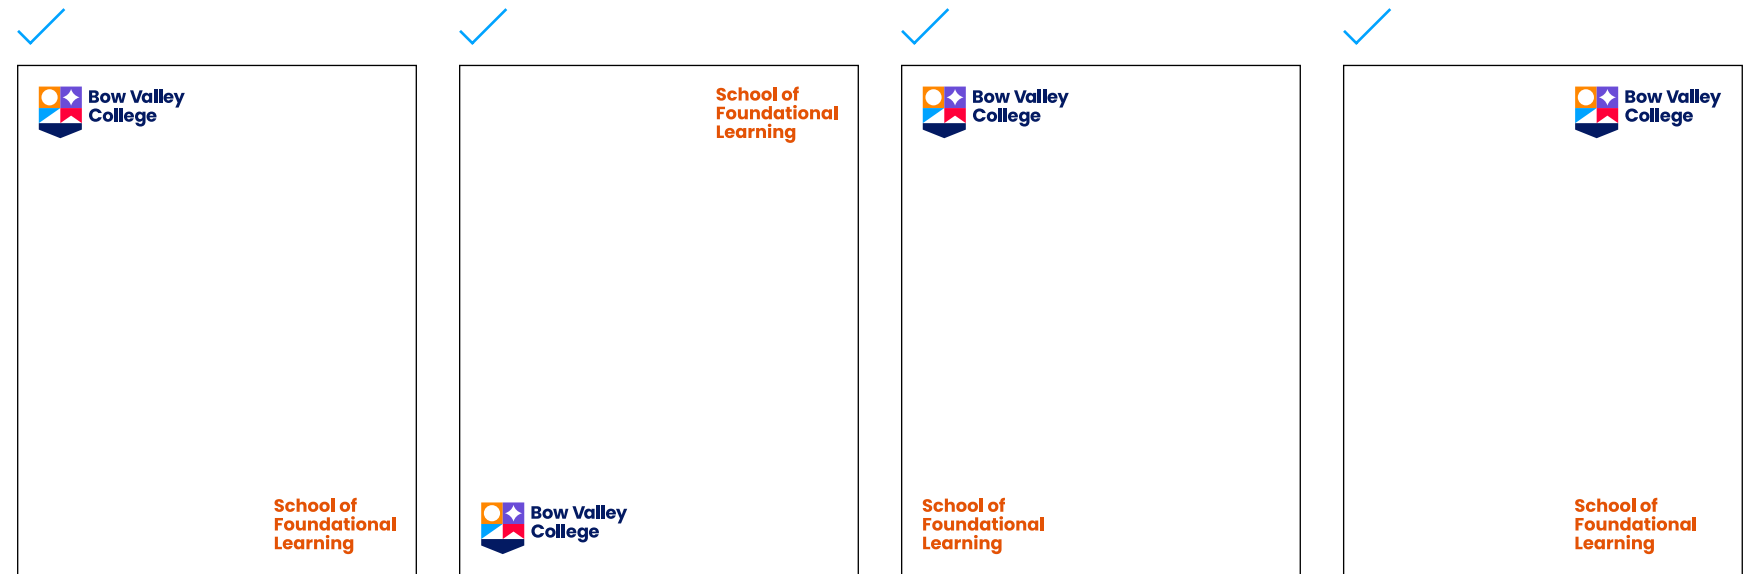 Bow Valley
College
School of
Foundational
Learning
School of
Foundational
Learning
Bow Valley
College
Bow Valley
College
School of
Foundational
Learning
Bow Valley
College
School of
Foundational
Learning